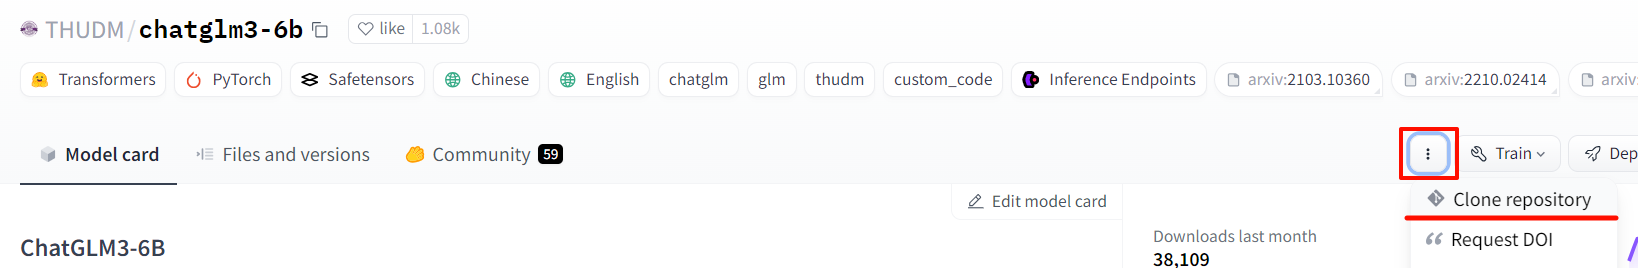 THUDM/chatglm3-6b like 1.08k
Transformers PyTorch Safetensors Chinese English chatglm glm thudm custom_code Inference Endpoints arxiv:2103.10360 arxiv:2210.02414 arxiv:
Model card Files and versions Community 59 Train Dep
Edit model card Clone repository
ChatGLM3-6B Downloads last month Request DOI
38,109